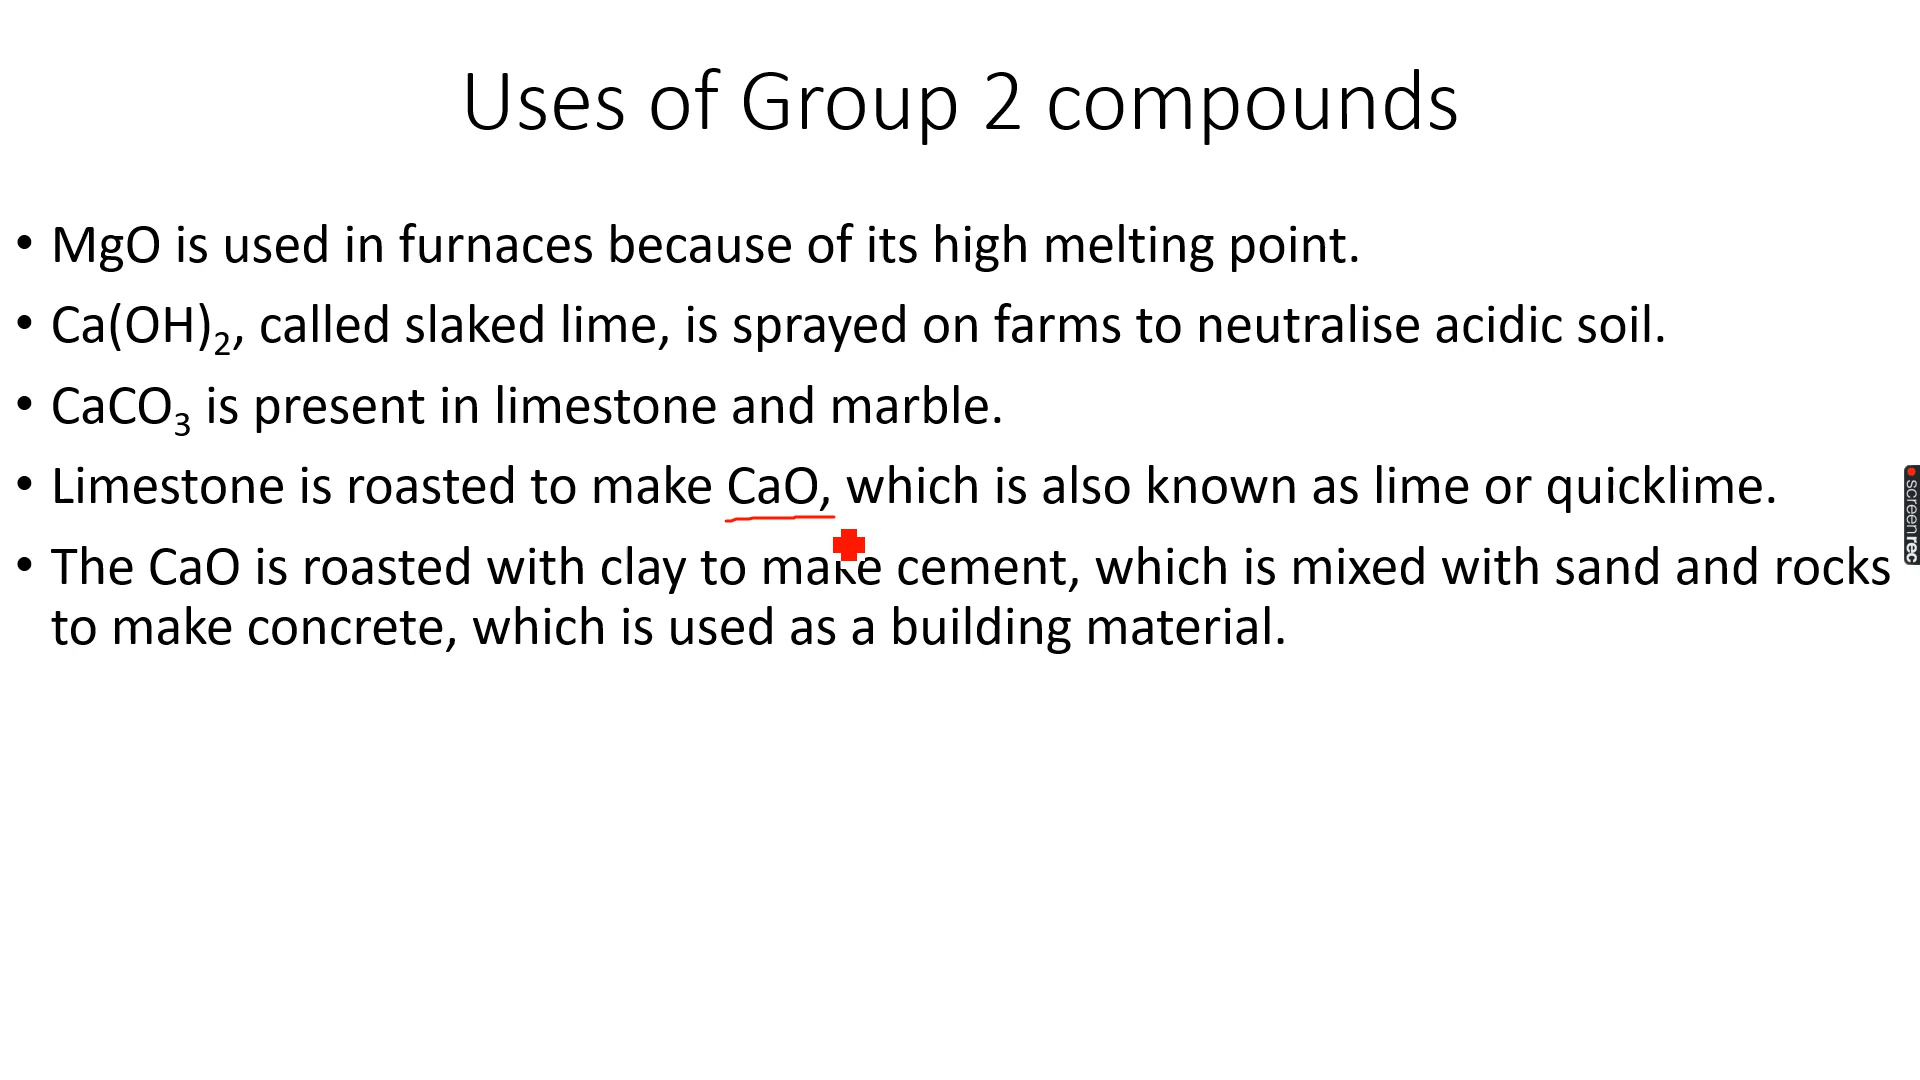 Uses of Group 2 compounds
• MgO is used in furnaces because of its high melting point.
• Ca(OH)₂, called slaked lime, is sprayed on farms to neutralise acidic soil.
• CaCO₃ is present in limestone and marble.
• Limestone is roasted to make CaO, which is also known as lime or quicklime.
• The CaO is roasted with clay to make cement, which is mixed with sand and rocks
to make concrete, which is used as a building material.
screenrec